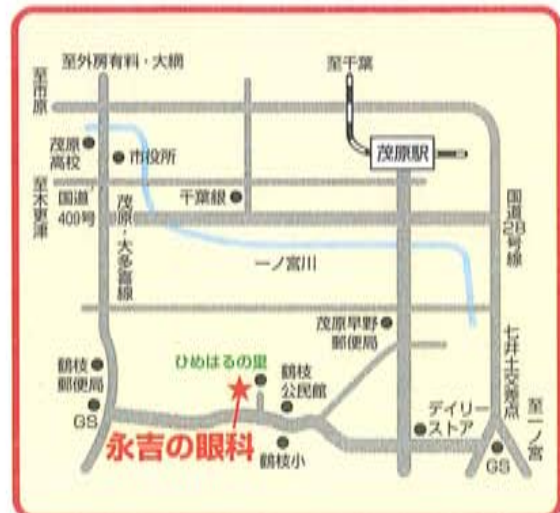 至外房有料・大網
至千葉
至市原
茂原
高校
市役所
茂原駅
至木更津
国道
409号
茂原・大多喜線
千葉銀
国道128号線
一ノ宮川
茂原早野
郵便局
七井土交差点
ひめはるの里
鶴枝
公民館
鶴枝
郵便局
GS
デイリー
ストア
至一ノ宮
永吉の眼科
鶴枝小
GS